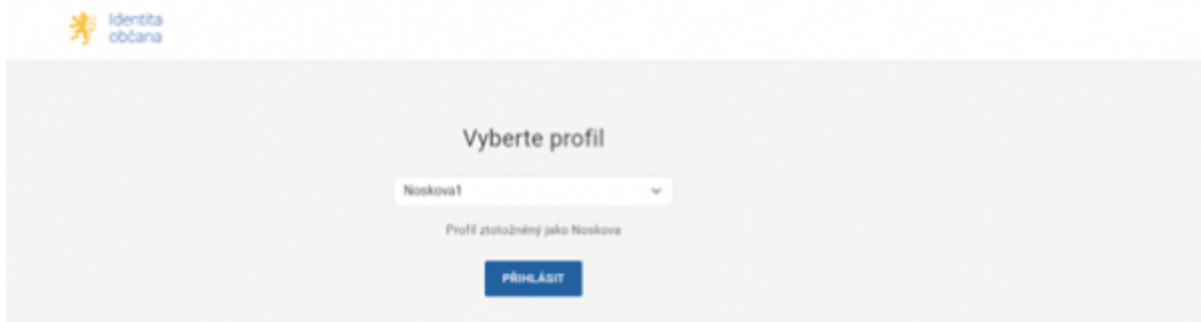 Identita
občana
Vyberte profil
Noskova1
Profil ztotožněný jako Noskova
PŘIHLÁSIT